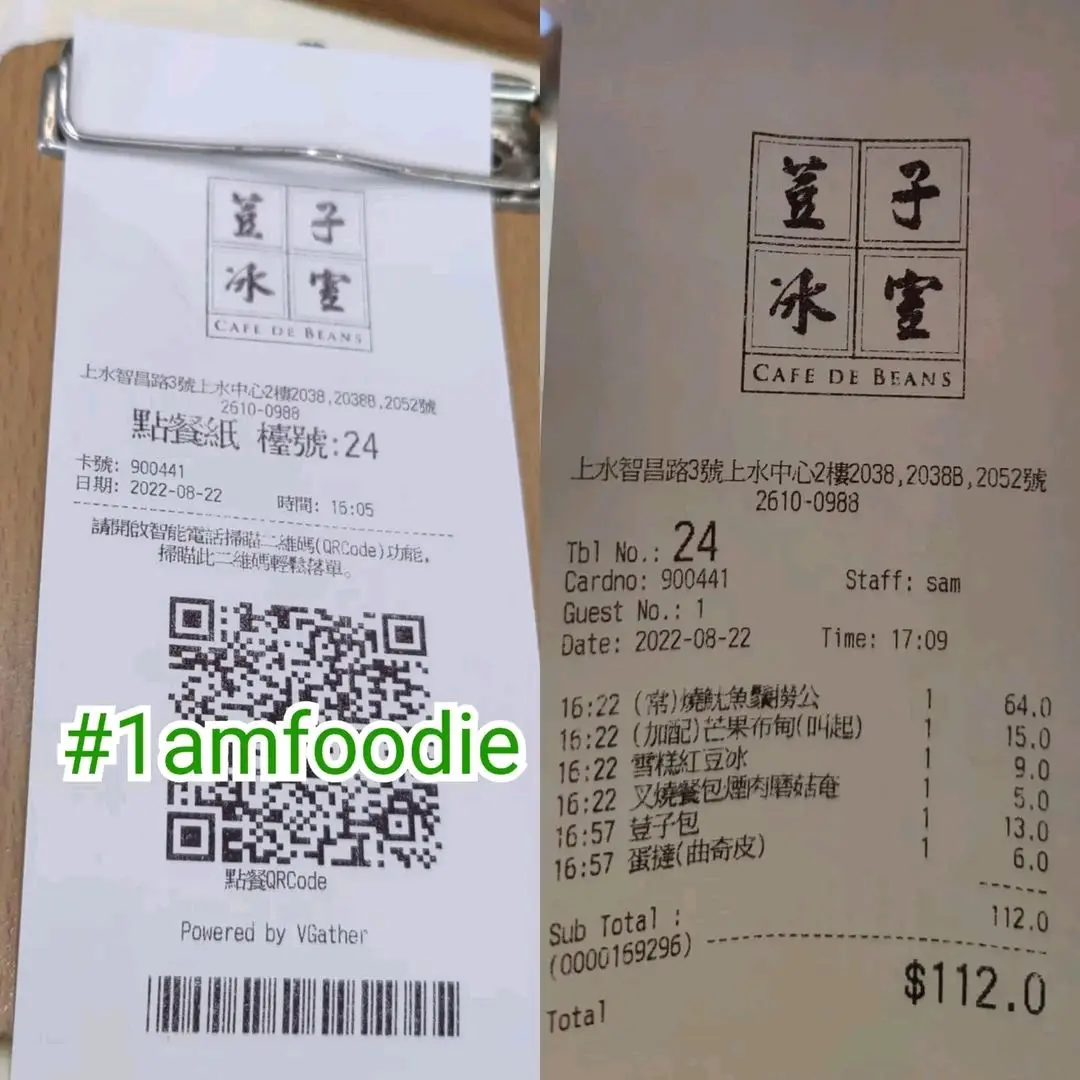 荳子
冰室
CAFE DE BEANS
上水智昌路3號上水中心2樓2038,2038B,2052號
2610-0988
點餐紙 檯號:24
卡號: 900441
日期: 2022-08-22 時間: 16:05
請開啟智能電話掃瞄二維碼(QRCode)功能,
掃瞄此二維碼輕鬆落單。
#1amfoodie
點餐QRCode
Powered by VGather
荳子
冰室
CAFE DE BEANS
上水智昌路3號上水中心2樓2038,2038B,2052號
2610-0988
Tbl No.: 24
Cardno: 900441 Staff: sam
Guest No.: 1
Date: 2022-08-22 Time: 17:09
16:22 (常)燒魷魚鬚撈公 1 64.0
16:22 (加配)芒果布甸(叫起) 1 15.0
16:22 雪糕紅豆冰 1 9.0
16:22 叉燒餐包煙肉磨菇奄 1 5.0
16:57 荳子包 1 13.0
16:57 蛋撻(曲奇皮) 1 6.0
Sub Total : 112.0
(0000169296)
Total $112.0